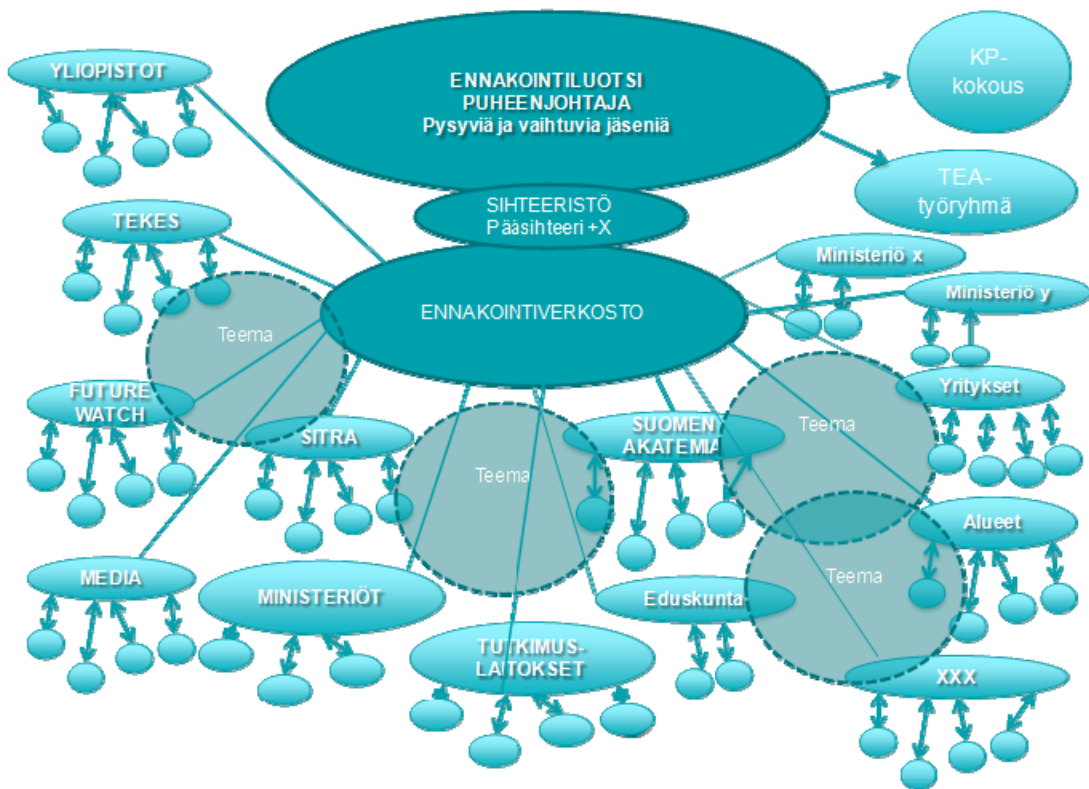 YLIOPISTOT
ENNAKOINTILUOTSI
PUHEENJOHTAJA
Pysyviä ja vaihtuvia jäseniä
KP-
kokous
TEA-
työryhmä
SIHTEERISTÖ
Pääsihteeri +X
TEKES
Ministeriö x
Ministeriö y
ENNAKOINTIVERKOSTO
Teema
FUTURE
WATCH
SITRA
Teema
SUOMEN
AKATEMIA
Teema
Yritykset
Alueet
MEDIA
MINISTERIÖT
Eduskunta
Teema
TUTKIMUS-
LAITOKSET
XXX